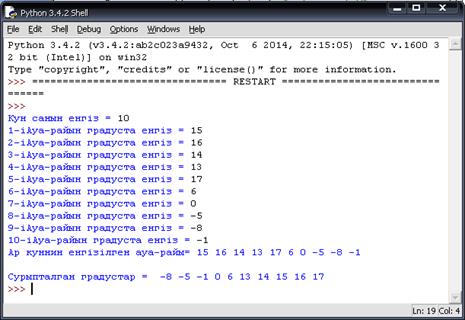 Python 3.4.2 Shell
File Edit Shell Debug Options Windows Help
Python 3.4.2 (v3.4.2:ab2c023a9432, Oct  6 2014, 22:15:05) [MSC v.1600 3
2 bit (Intel)] on win32
Type "copyright", "credits" or "license()" for more information.
>>> ================================ RESTART ===========================
=====
>>>
Кун санын енгіз = 10
1-іАуа-райын градуста енгіз = 15
2-іАуа-райын градуста енгіз = 16
3-іАуа-райын градуста енгіз = 14
4-іАуа-райын градуста енгіз = 13
5-іАуа-райын градуста енгіз = 17
6-іАуа-райын градуста енгіз = 6
7-іАуа-райын градуста енгіз = 0
8-іАуа-райын градуста енгіз = -5
9-іАуа-райын градуста енгіз = -8
10-іАуа-райын градуста енгіз = -1
Ар куннин енгізілген ауа-райм= 15 16 14 13 17 6 0 -5 -8 -1
Сурыпталган градустар =  -8 -5 -1 0 6 13 14 15 16 17
>>>
Ln: 19 Col: 4